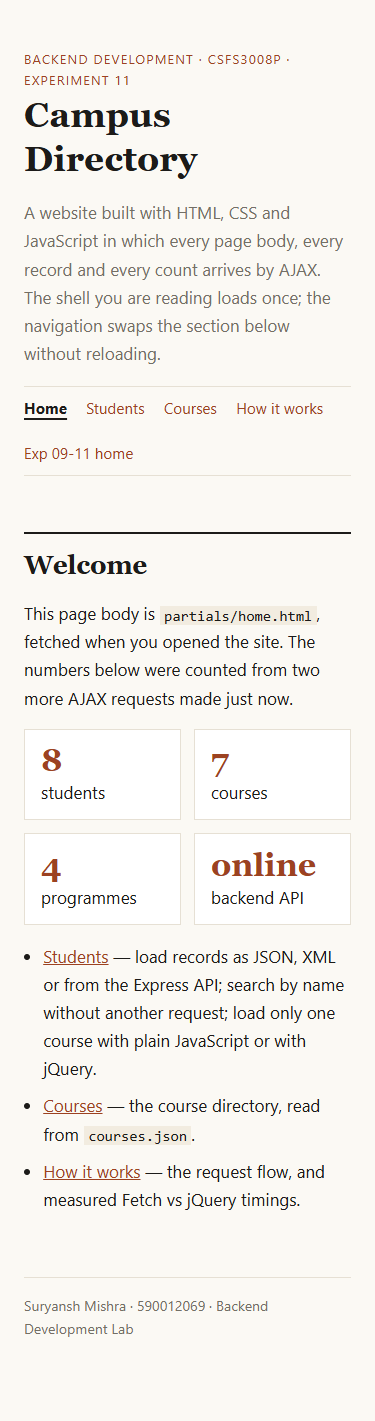 BACKEND DEVELOPMENT · CSFS3008P ·
EXPERIMENT 11
Campus
Directory
A website built with HTML, CSS and
JavaScript in which every page body, every
record and every count arrives by AJAX.
The shell you are reading loads once; the
navigation swaps the section below
without reloading.
Home Students Courses How it works
Exp 09-11 home
Welcome
This page body is partials/home.html,
fetched when you opened the site. The
numbers below were counted from two
more AJAX requests made just now.
8 7
students courses
4 online
programmes backend API
• Students — load records as JSON, XML
or from the Express API; search by name
without another request; load only one
course with plain JavaScript or with
jQuery.
• Courses — the course directory, read
from courses.json.
• How it works — the request flow, and
measured Fetch vs jQuery timings.
Suryansh Mishra · 590012069 · Backend
Development Lab